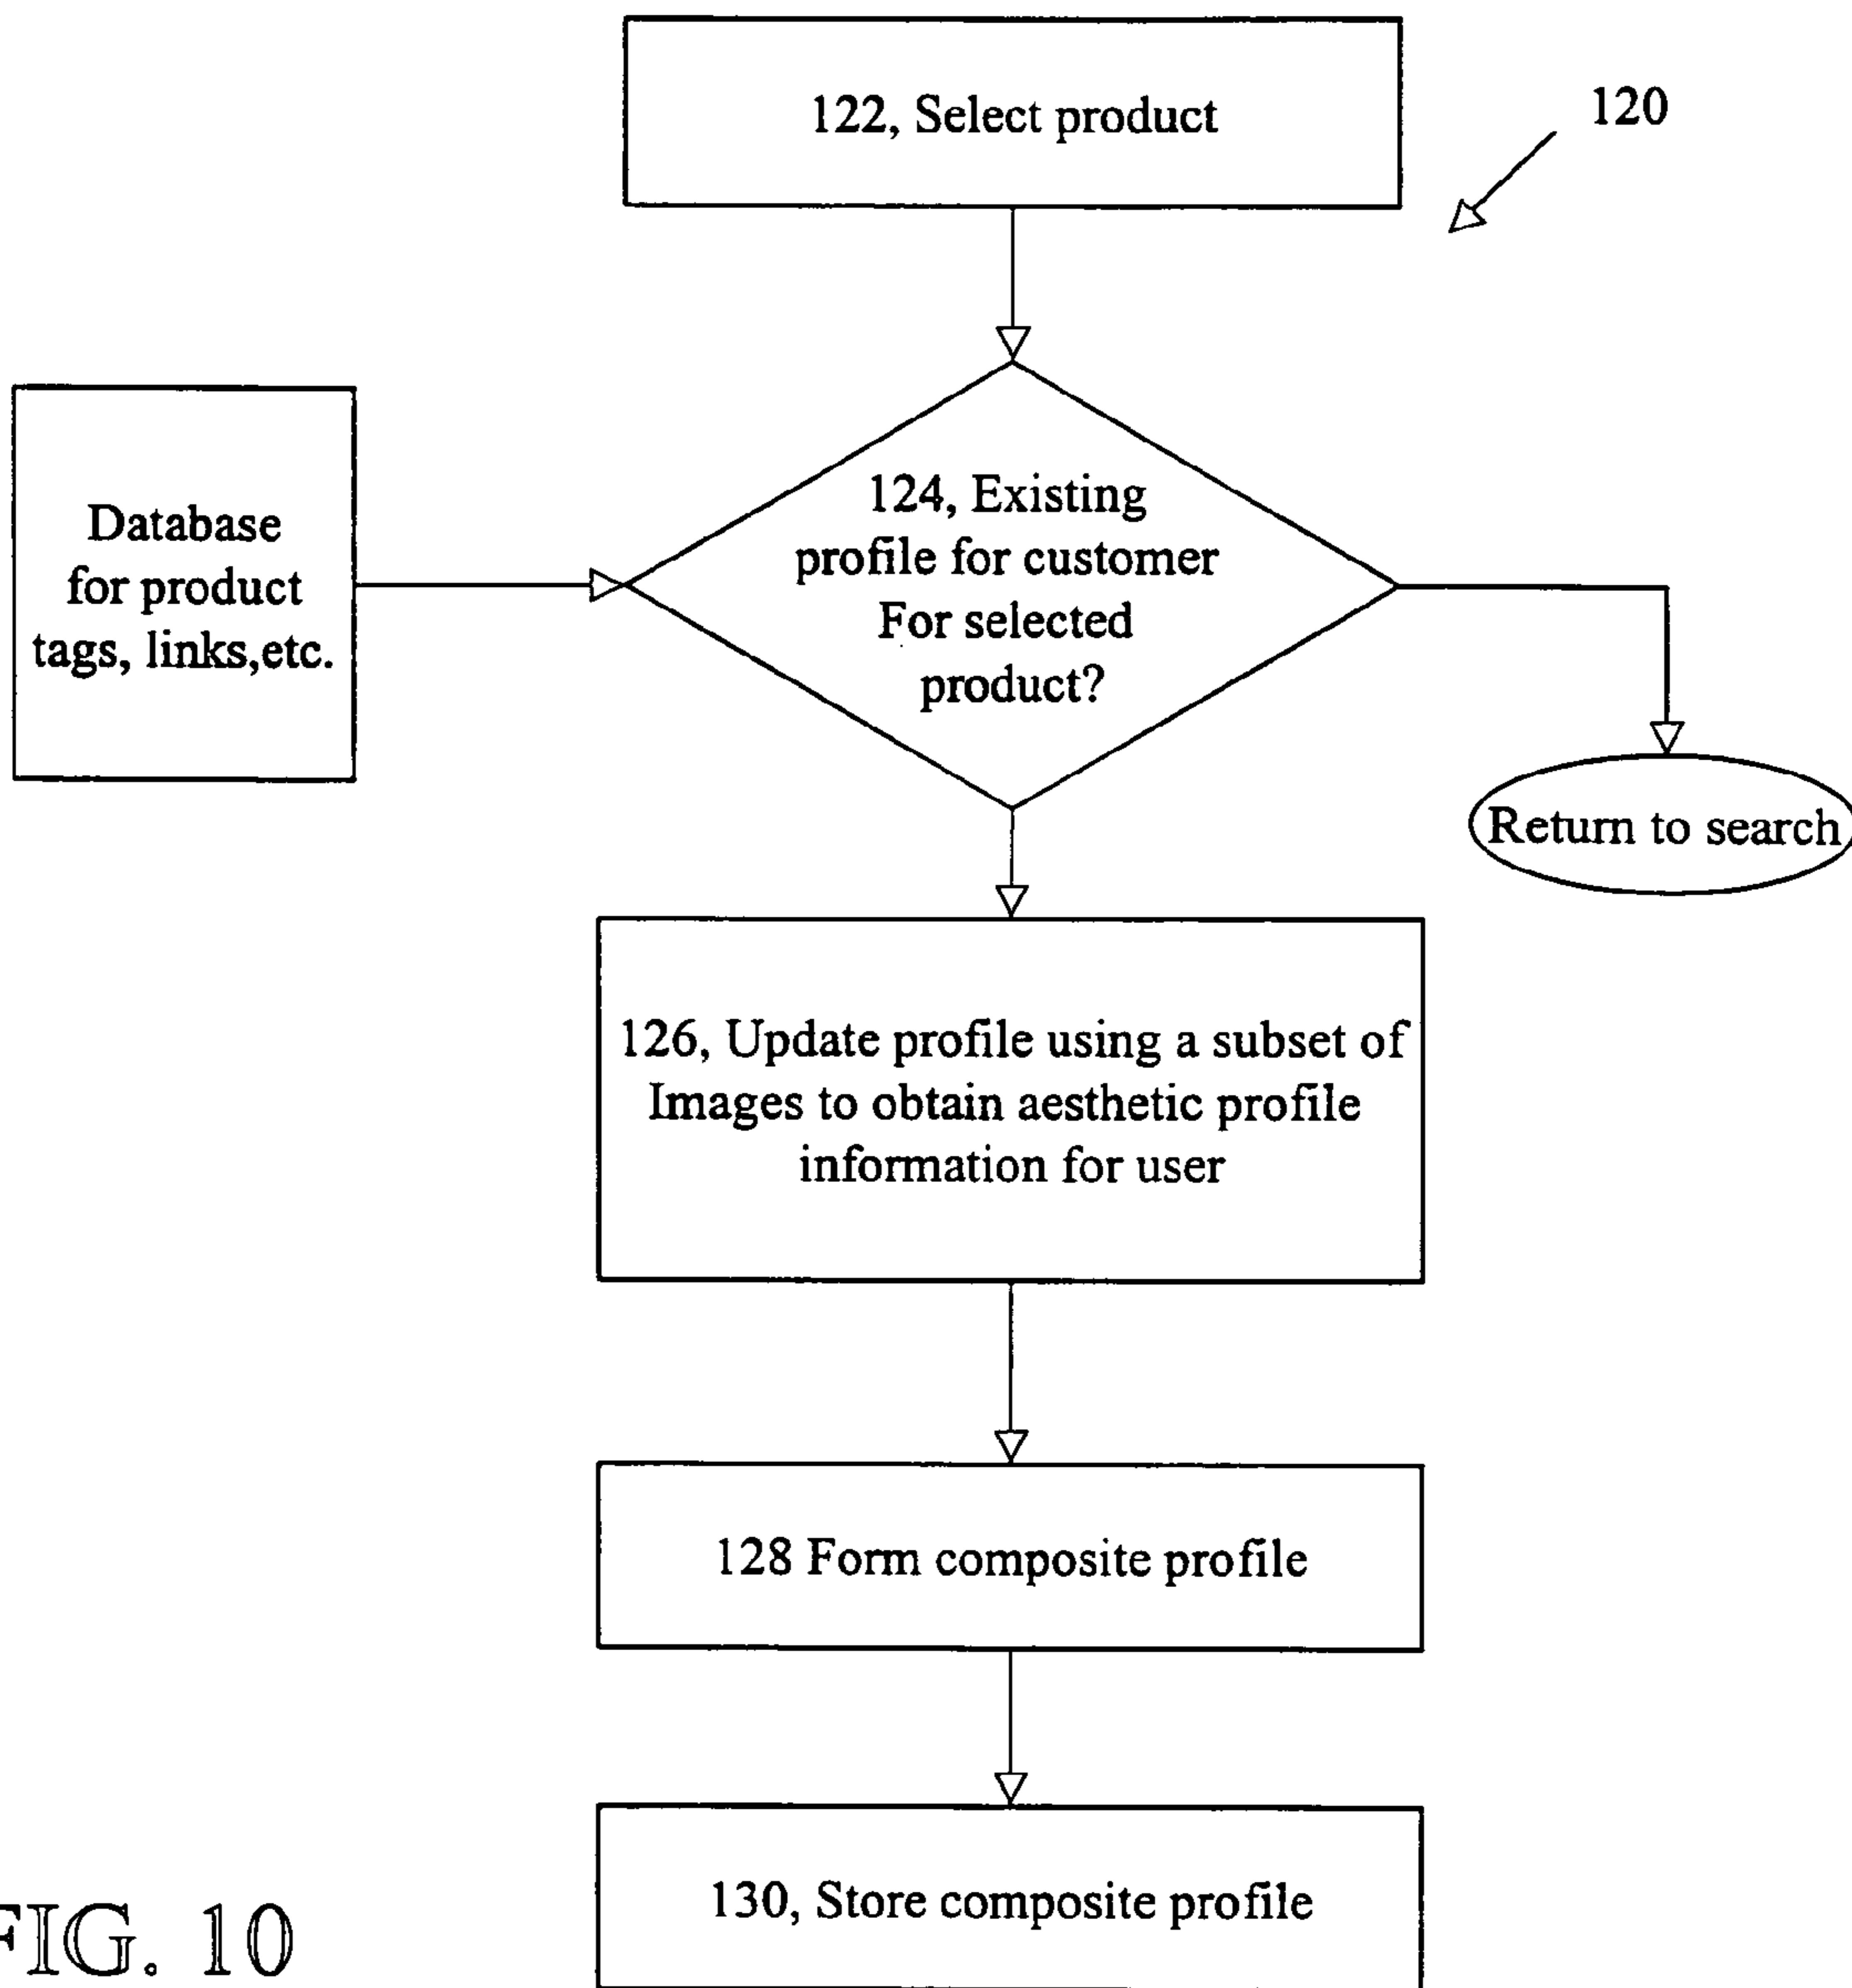 122, Select product
120
Database
for product
tags, links,etc.
124, Existing
profile for customer
For selected
product?
Return to search
126, Update profile using a subset of
Images to obtain aesthetic profile
information for user
128 Form composite profile
130, Store composite profile
FIG. 10